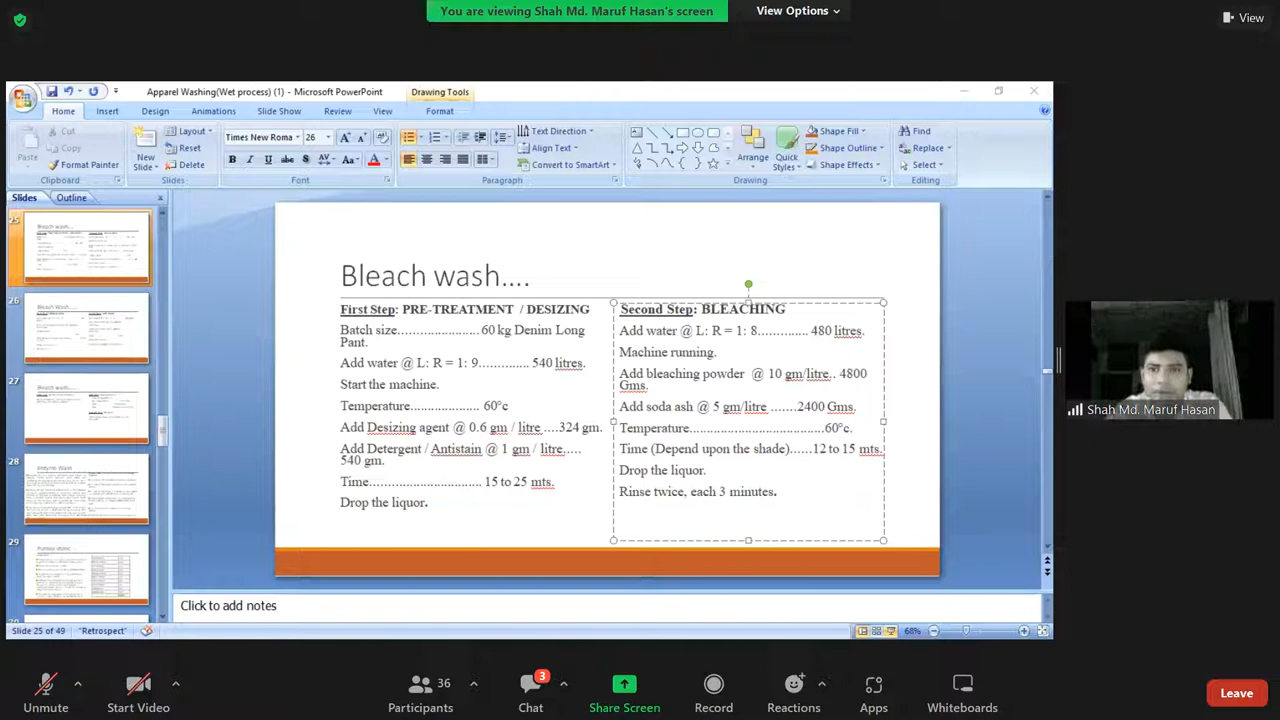 You are viewing Shah Md. Maruf Hasan's screen
View Options
View
Apparel Washing(Wet process) (1) - Microsoft PowerPoint
Drawing Tools
Home
Insert
Design
Animations
Slide Show
Review
View
Format
Cut
Copy
Format Painter
Paste
Clipboard
New Slide
Layout
Reset
Delete
Slides
Times New Roma
26
Font
Text Direction
Align Text
Convert to SmartArt
Paragraph
Arrange
Quick Styles
Shape Fill
Shape Outline
Shape Effects
Drawing
Find
Replace
Select
Editing
Slides
Outline
25
26
27
28
29
Bleach wash....
First Step: PRE-TREATMENT / DESIZING
Batch size........................ 60 kg Denim Long
Pant.
Add water @ L: R = 1: 9.............. 540 litres.
Start the machine.
Temperature.................... 60°c
Add Desizing agent @ 0.6 gm / litre ....324 gm.
Add Detergent / Antistain @ 1 gm / litre.....
540 gm.
Time................................. 15 to 25 mts.
Drop the liquor.
Second Step: BLEACHING
Add water @ L: R = 1: 8.............. 480 litres.
Machine running.
Add bleaching powder @ 10 gm/litre.. 4800
Gms.
Add soda ash @ 5 gm/litre .......2400 Gms.
Temperature.......................................60°c.
Time (Depend upon the shade)......12 to 15 mts.
Drop the liquor.
Rinse twice, each 3 minutes.
Click to add notes
Slide 25 of 49
"Retrospect"
68%
Shah Md. Maruf Hasan
Unmute
Start Video
36
Participants
3
Chat
Share Screen
Record
Reactions
Apps
Whiteboards
Leave